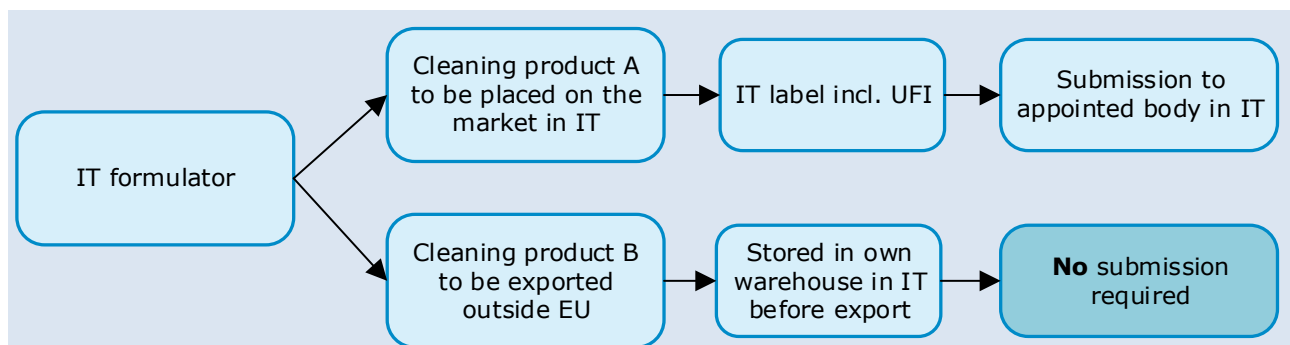 IT formulator
Cleaning product A
to be placed on the
market in IT
IT label incl. UFI
Submission to
appointed body in IT
Cleaning product B
to be exported
outside EU
Stored in own
warehouse in IT
before export
No submission
required